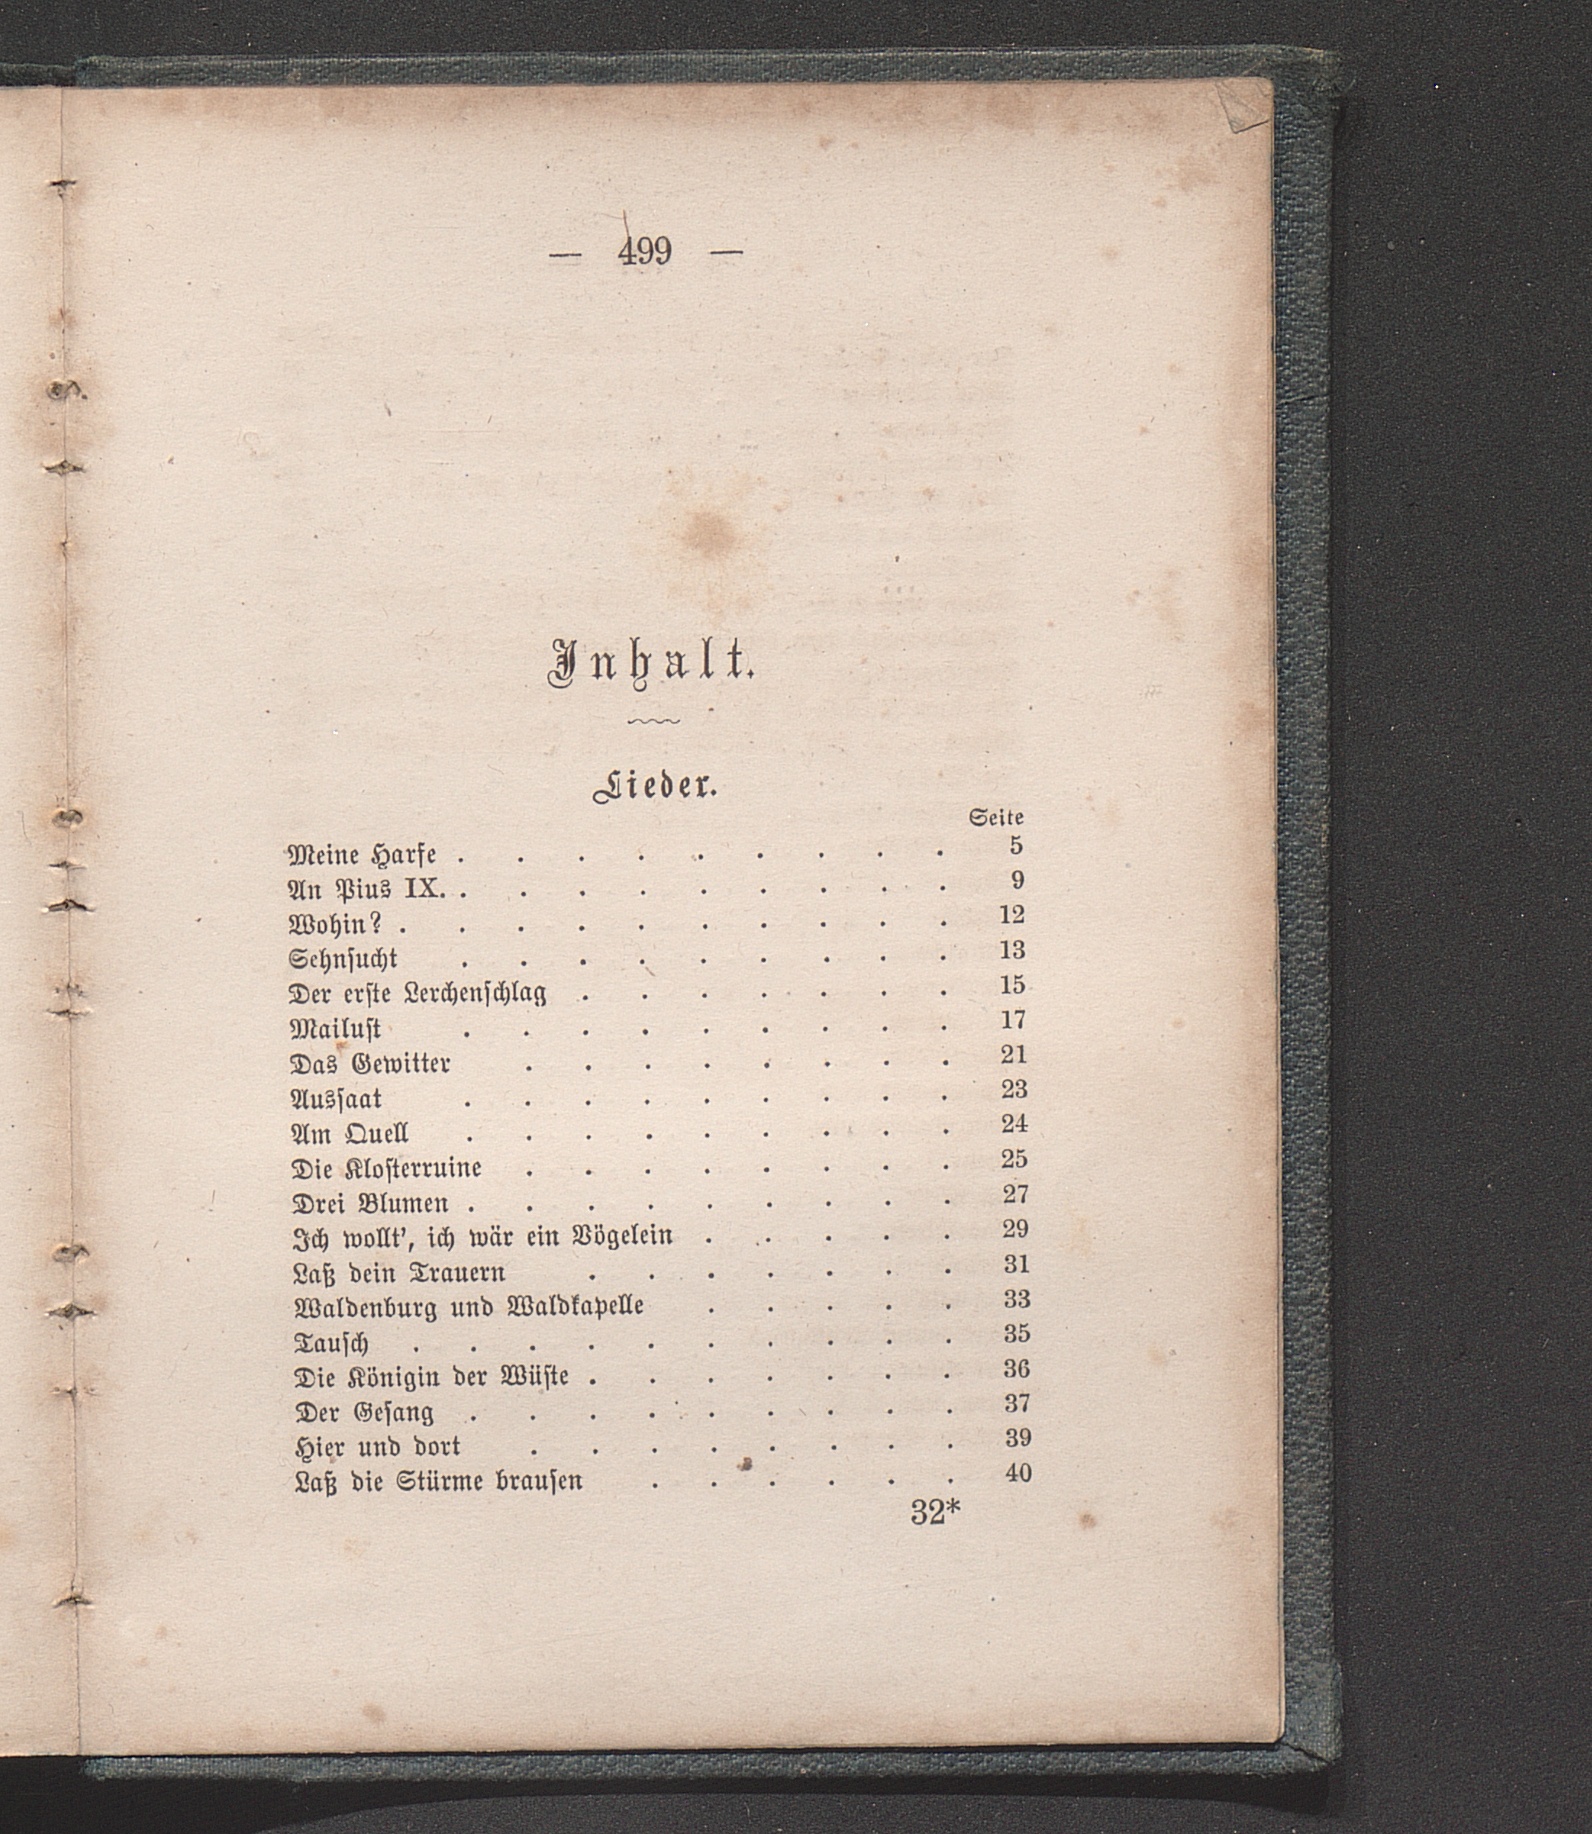 — 499 —
Inhalt.
Lieder.
Seite
Meine Harfe . . . . . . . . . 5
An Pius IX. . . . . . . . . . 9
Wohin? . . . . . . . . . . 12
Sehnſucht . . . . . . . . . 13
Der erſte Lerchenſchlag . . . . . . . 15
Mailuſt . . . . . . . . . 17
Das Gewitter . . . . . . . . 21
Ausſaat . . . . . . . . . 23
Am Quell . . . . . . . . . 24
Die Kloſterruine . . . . . . . . 25
Drei Blumen . . . . . . . . . 27
Ich wollt', ich wär ein Vögelein . . . . . 29
Laß dein Trauern . . . . . . . 31
Waldenburg und Waldkapelle . . . . . 33
Tauſch . . . . . . . . . . 35
Die Königin der Wüſte . . . . . . . 36
Der Geſang . . . . . . . . . 37
Hier und dort . . . . . . . . 39
Laß die Stürme brauſen . . . . . . 40
32*